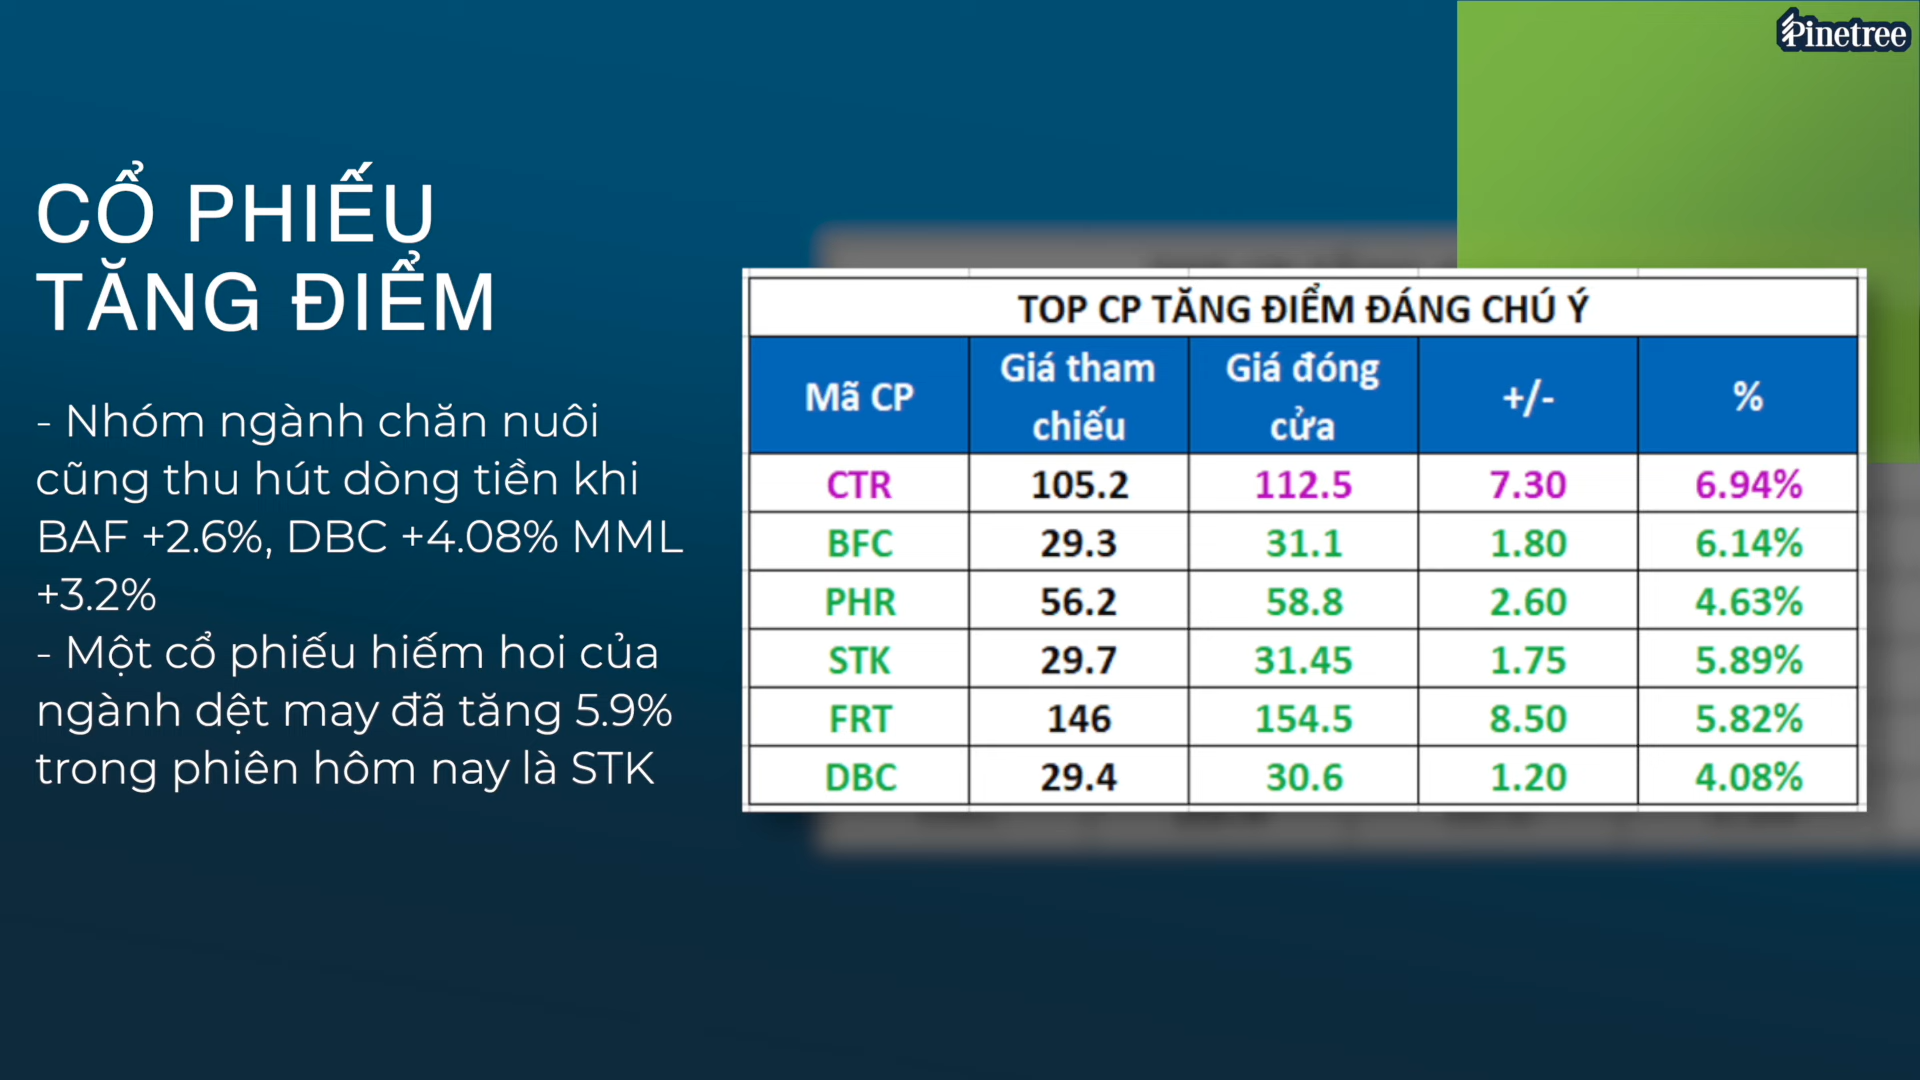 Pinetree
CỔ PHIẾU
TĂNG ĐIỂM
- Nhóm ngành chăn nuôi
cũng thu hút dòng tiền khi
BAF +2.6%, DBC +4.08% MML
+3.2%
- Một cổ phiếu hiếm hoi của
ngành dệt may đã tăng 5.9%
trong phiên hôm nay là STK
TOP CP TĂNG ĐIỂM ĐÁNG CHÚ Ý
Mã CP Giá tham chiếu Giá đóng cửa +/- %
CTR 105.2 112.5 7.30 6.94%
BFC 29.3 31.1 1.80 6.14%
PHR 56.2 58.8 2.60 4.63%
STK 29.7 31.45 1.75 5.89%
FRT 146 154.5 8.50 5.82%
DBC 29.4 30.6 1.20 4.08%